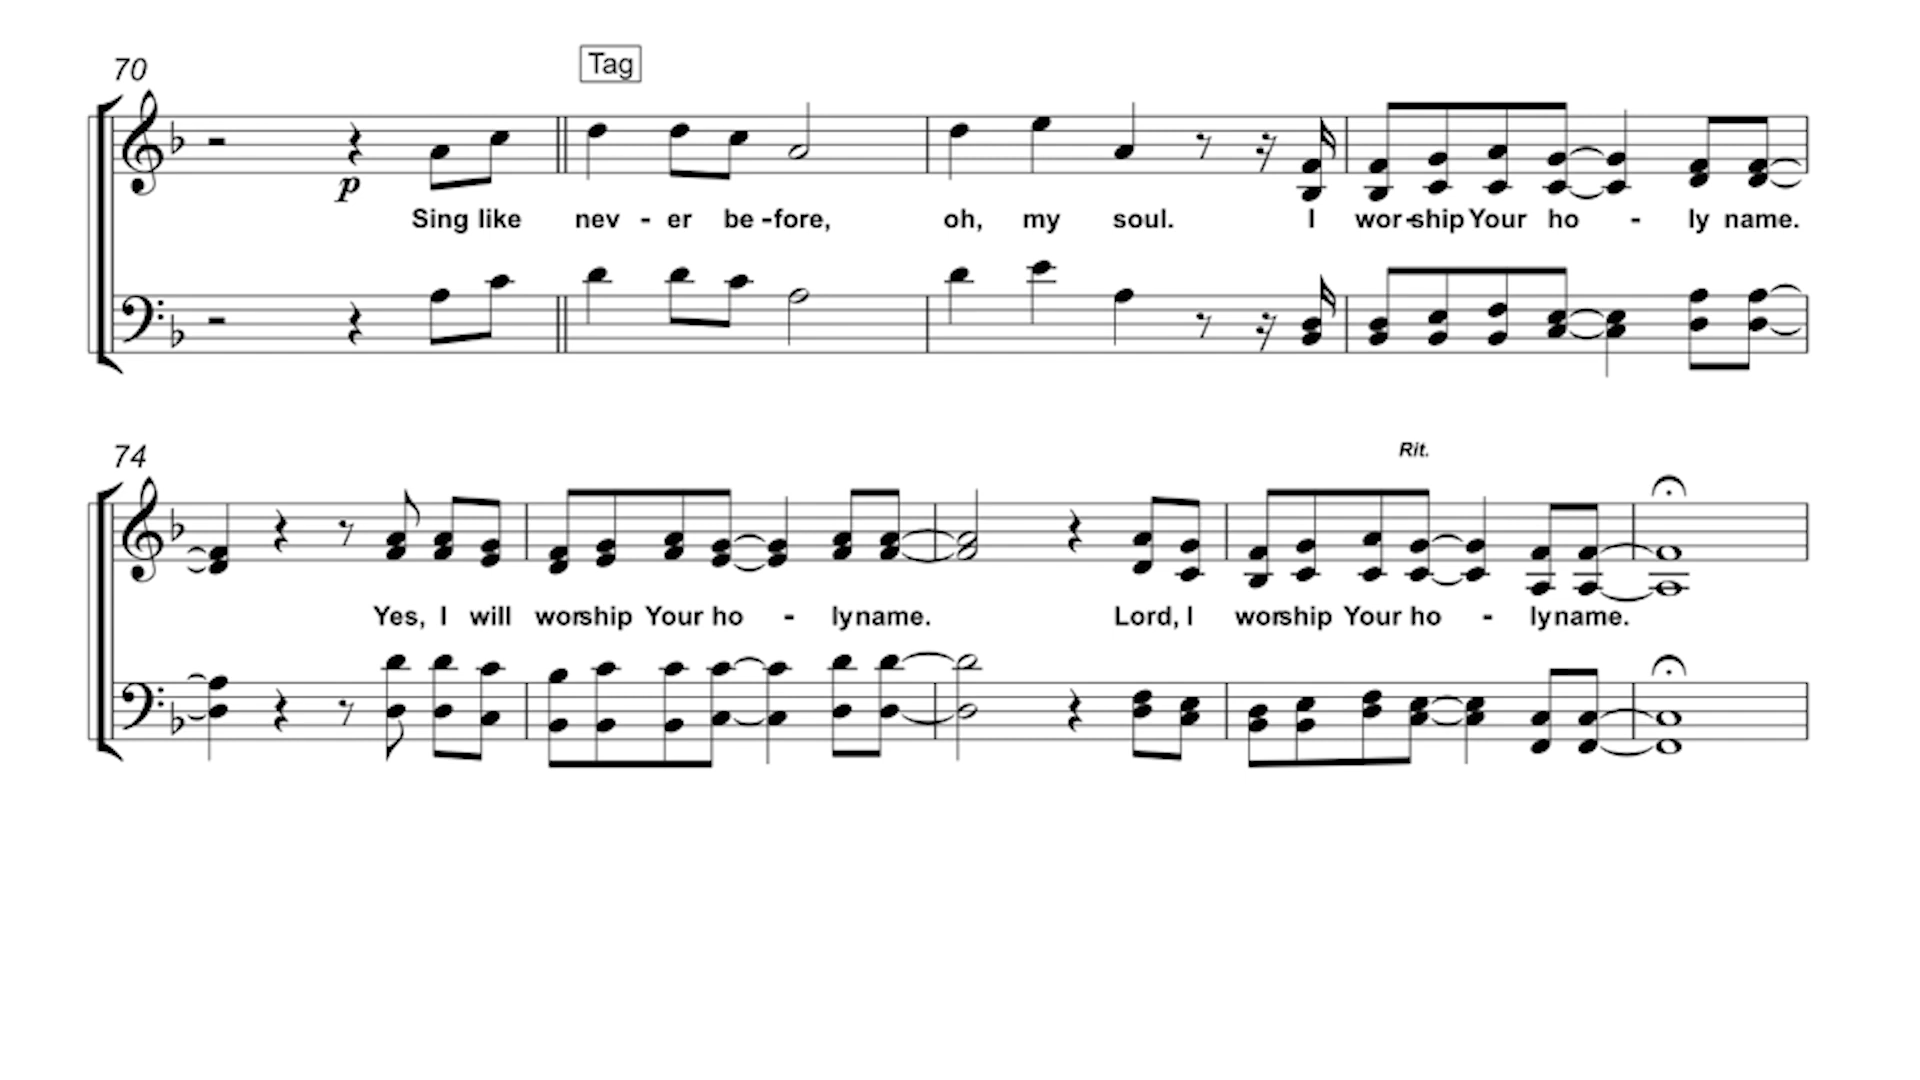 70
Tag
p
Sing like nev - er be - fore, oh, my soul. I wor - ship Your ho - ly name.
74
Rit.
Yes, I will worship Your ho - ly name. Lord, I worship Your ho - ly name.